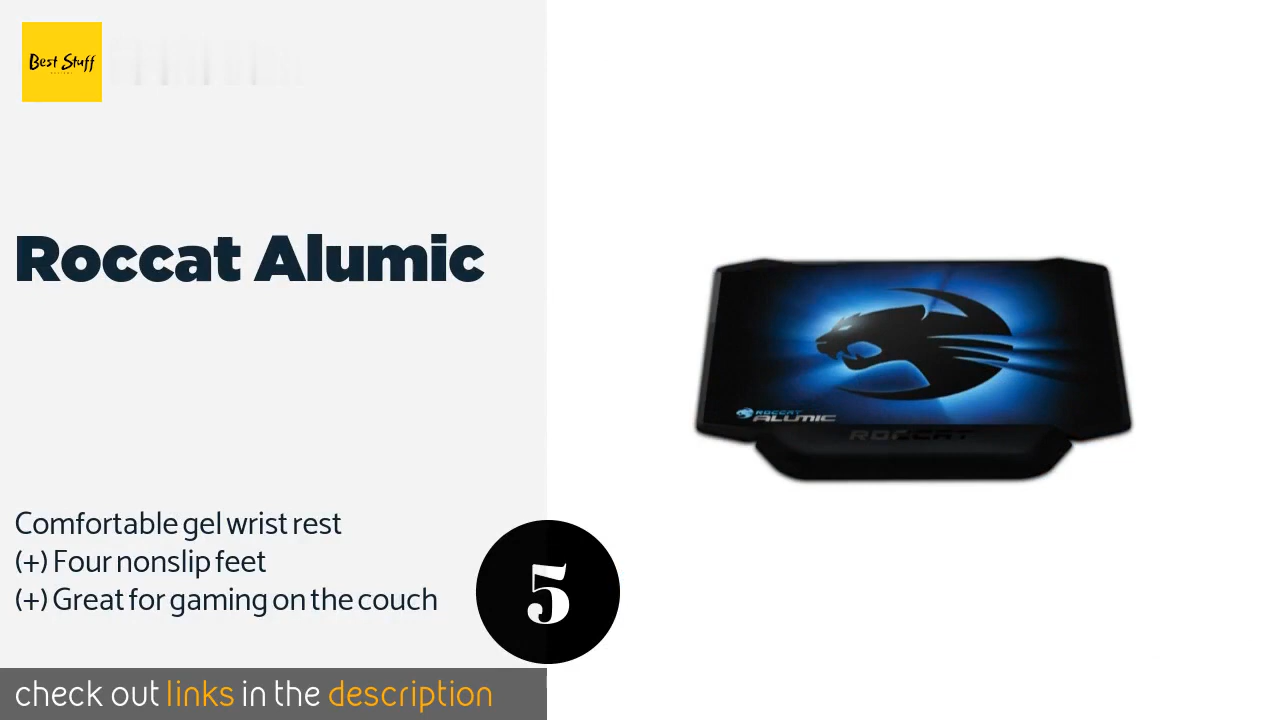 Best Stuff
Roccat Alumic
ROCCAT
ALUMIC
ROCCAT
Comfortable gel wrist rest
(+) Four nonslip feet
(+) Great for gaming on the couch
5
check out links in the description